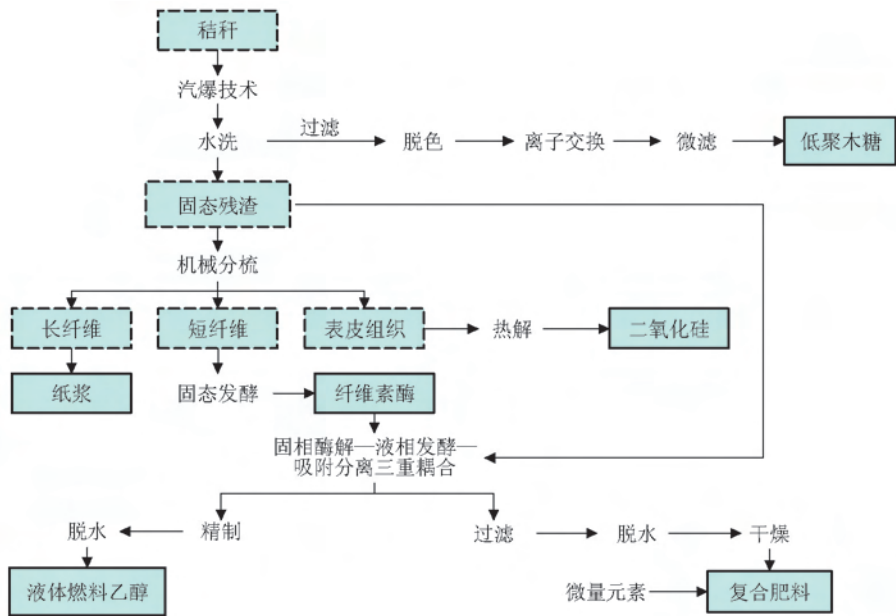 秸秆
汽爆技术
水洗
过滤
脱色
离子交换
微滤
低聚木糖
固态残渣
机械分梳
长纤维
短纤维
表皮组织
热解
二氧化硅
纸浆
固态发酵
纤维素酶
固相酶解—液相发酵—
吸附分离三重耦合
脱水
精制
过滤
脱水
干燥
液体燃料乙醇
微量元素
复合肥料